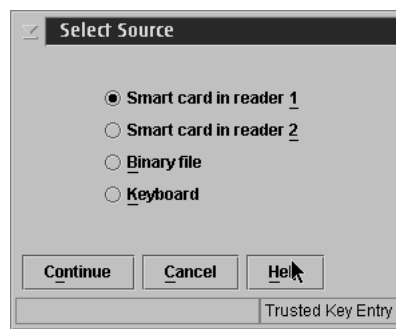 Select Source
Smart card in reader 1
Smart card in reader 2
Binary file
Keyboard
Continue Cancel Help
Trusted Key Entry